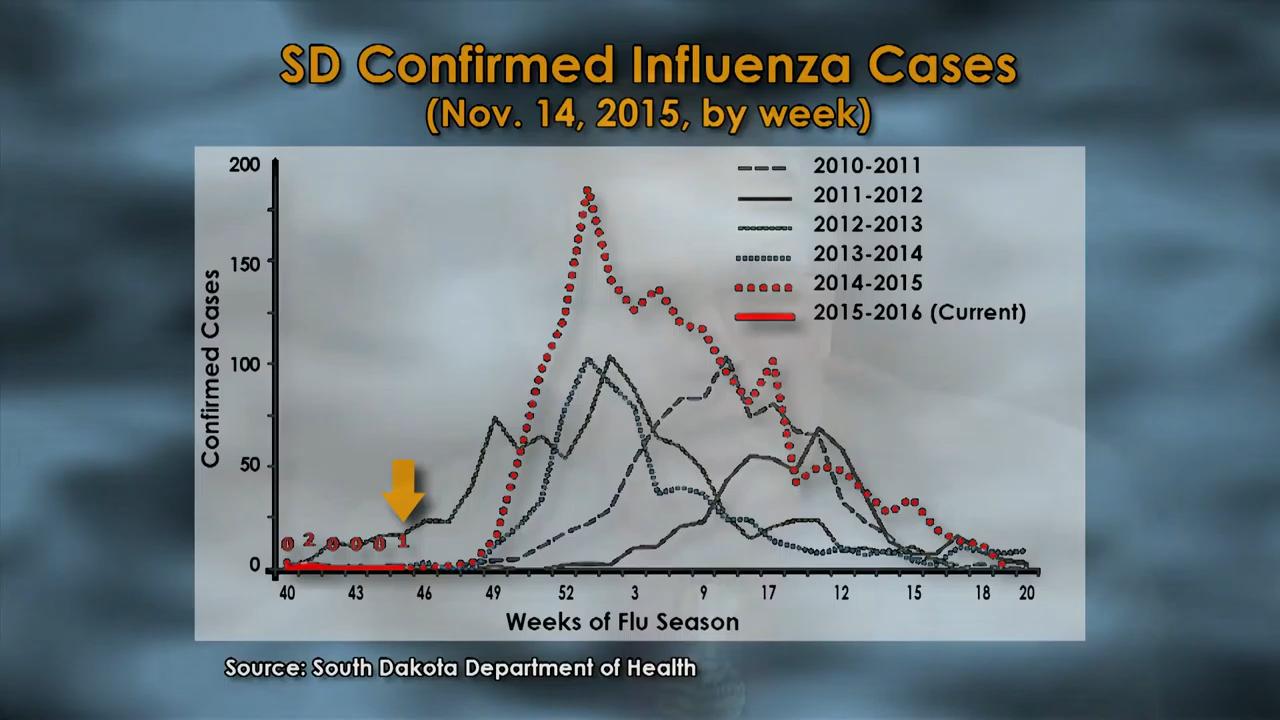 SD Confirmed Influenza Cases
(Nov. 14, 2015, by week)
200
150
100
50
0
Confirmed Cases
2010-2011
2011-2012
2012-2013
2013-2014
2014-2015
2015-2016 (Current)
0 2 0 0 0 1
40 43 46 49 52 3 9 17 12 15 18 20
Weeks of Flu Season
Source: South Dakota Department of Health